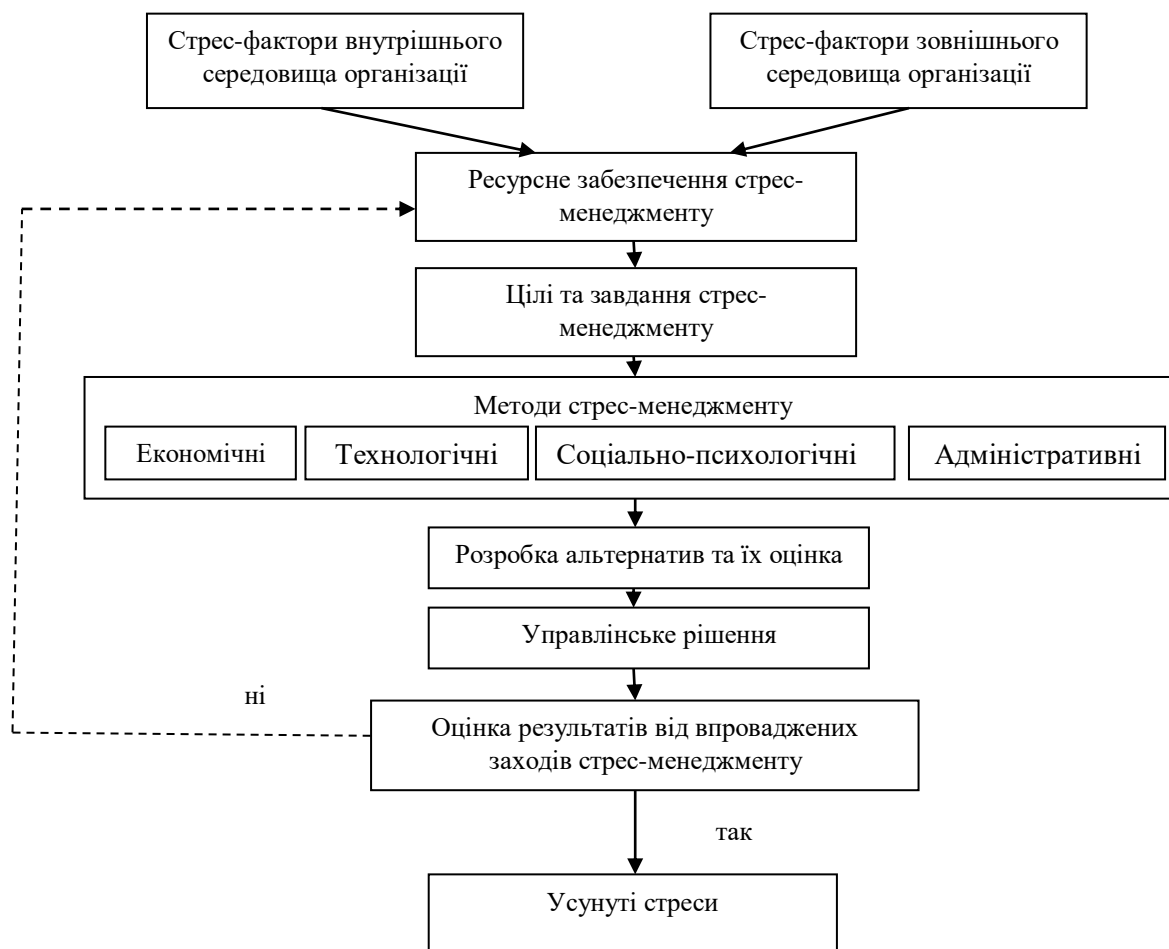 Стрес-фактори внутрішнього
середовища організації
Стрес-фактори зовнішнього
середовища організації
Ресурсне забезпечення стрес-
менеджменту
Цілі та завдання стрес-
менеджменту
Методи стрес-менеджменту
Економічні
Технологічні
Соціально-психологічні
Адміністративні
Розробка альтернатив та їх оцінка
Управлінське рішення
ні
Оцінка результатів від впроваджених
заходів стрес-менеджменту
так
Усунуті стреси